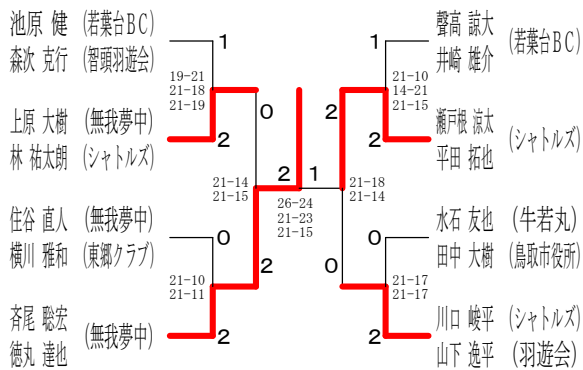 池原 健 (若葉台BC)
森次 克行 (智頭羽遊会)
1
19-21
21-18
21-19
上原 大樹 (無我夢中)
林 祐太朗 (シャトルズ)
2
0
21-14
21-15
住谷 直人 (無我夢中)
横川 雅和 (東郷クラブ)
0
21-10
21-11
斉尾 聡宏
徳丸 達也
(無我夢中)
2
2
2
1
26-24
21-23
21-15
聲高 諒大
井崎 雄介
(若葉台BC)
1
21-10
14-21
21-15
瀬戸根 涼太
平田 拓也
(シャトルズ)
2
2
21-18
21-14
水石 友也 (牛若丸)
田中 大樹 (鳥取市役所)
0
0
21-17
21-17
川口 峻平 (シャトルズ)
山下 逸平 (羽遊会)
2